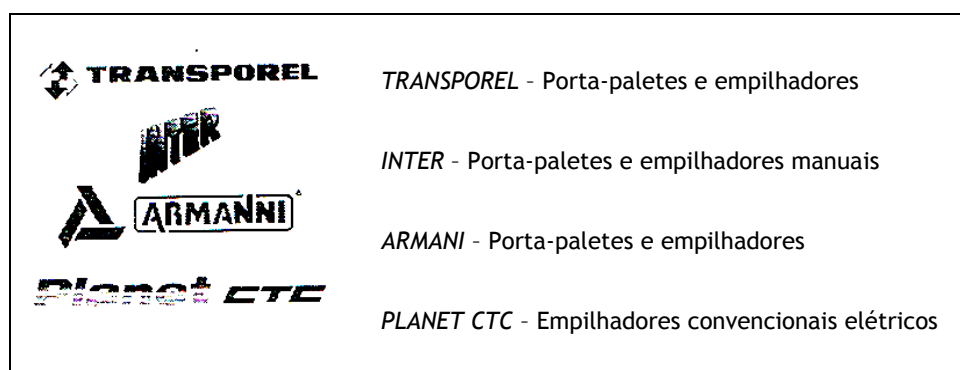 TRANSPOREL
TRANSPOREL – Porta-paletes e empilhadores
INTER
INTER – Porta-paletes e empilhadores manuais
ARMANNI
ARMANI – Porta-paletes e empilhadores
Planet CTC
PLANET CTC – Empilhadores convencionais elétricos